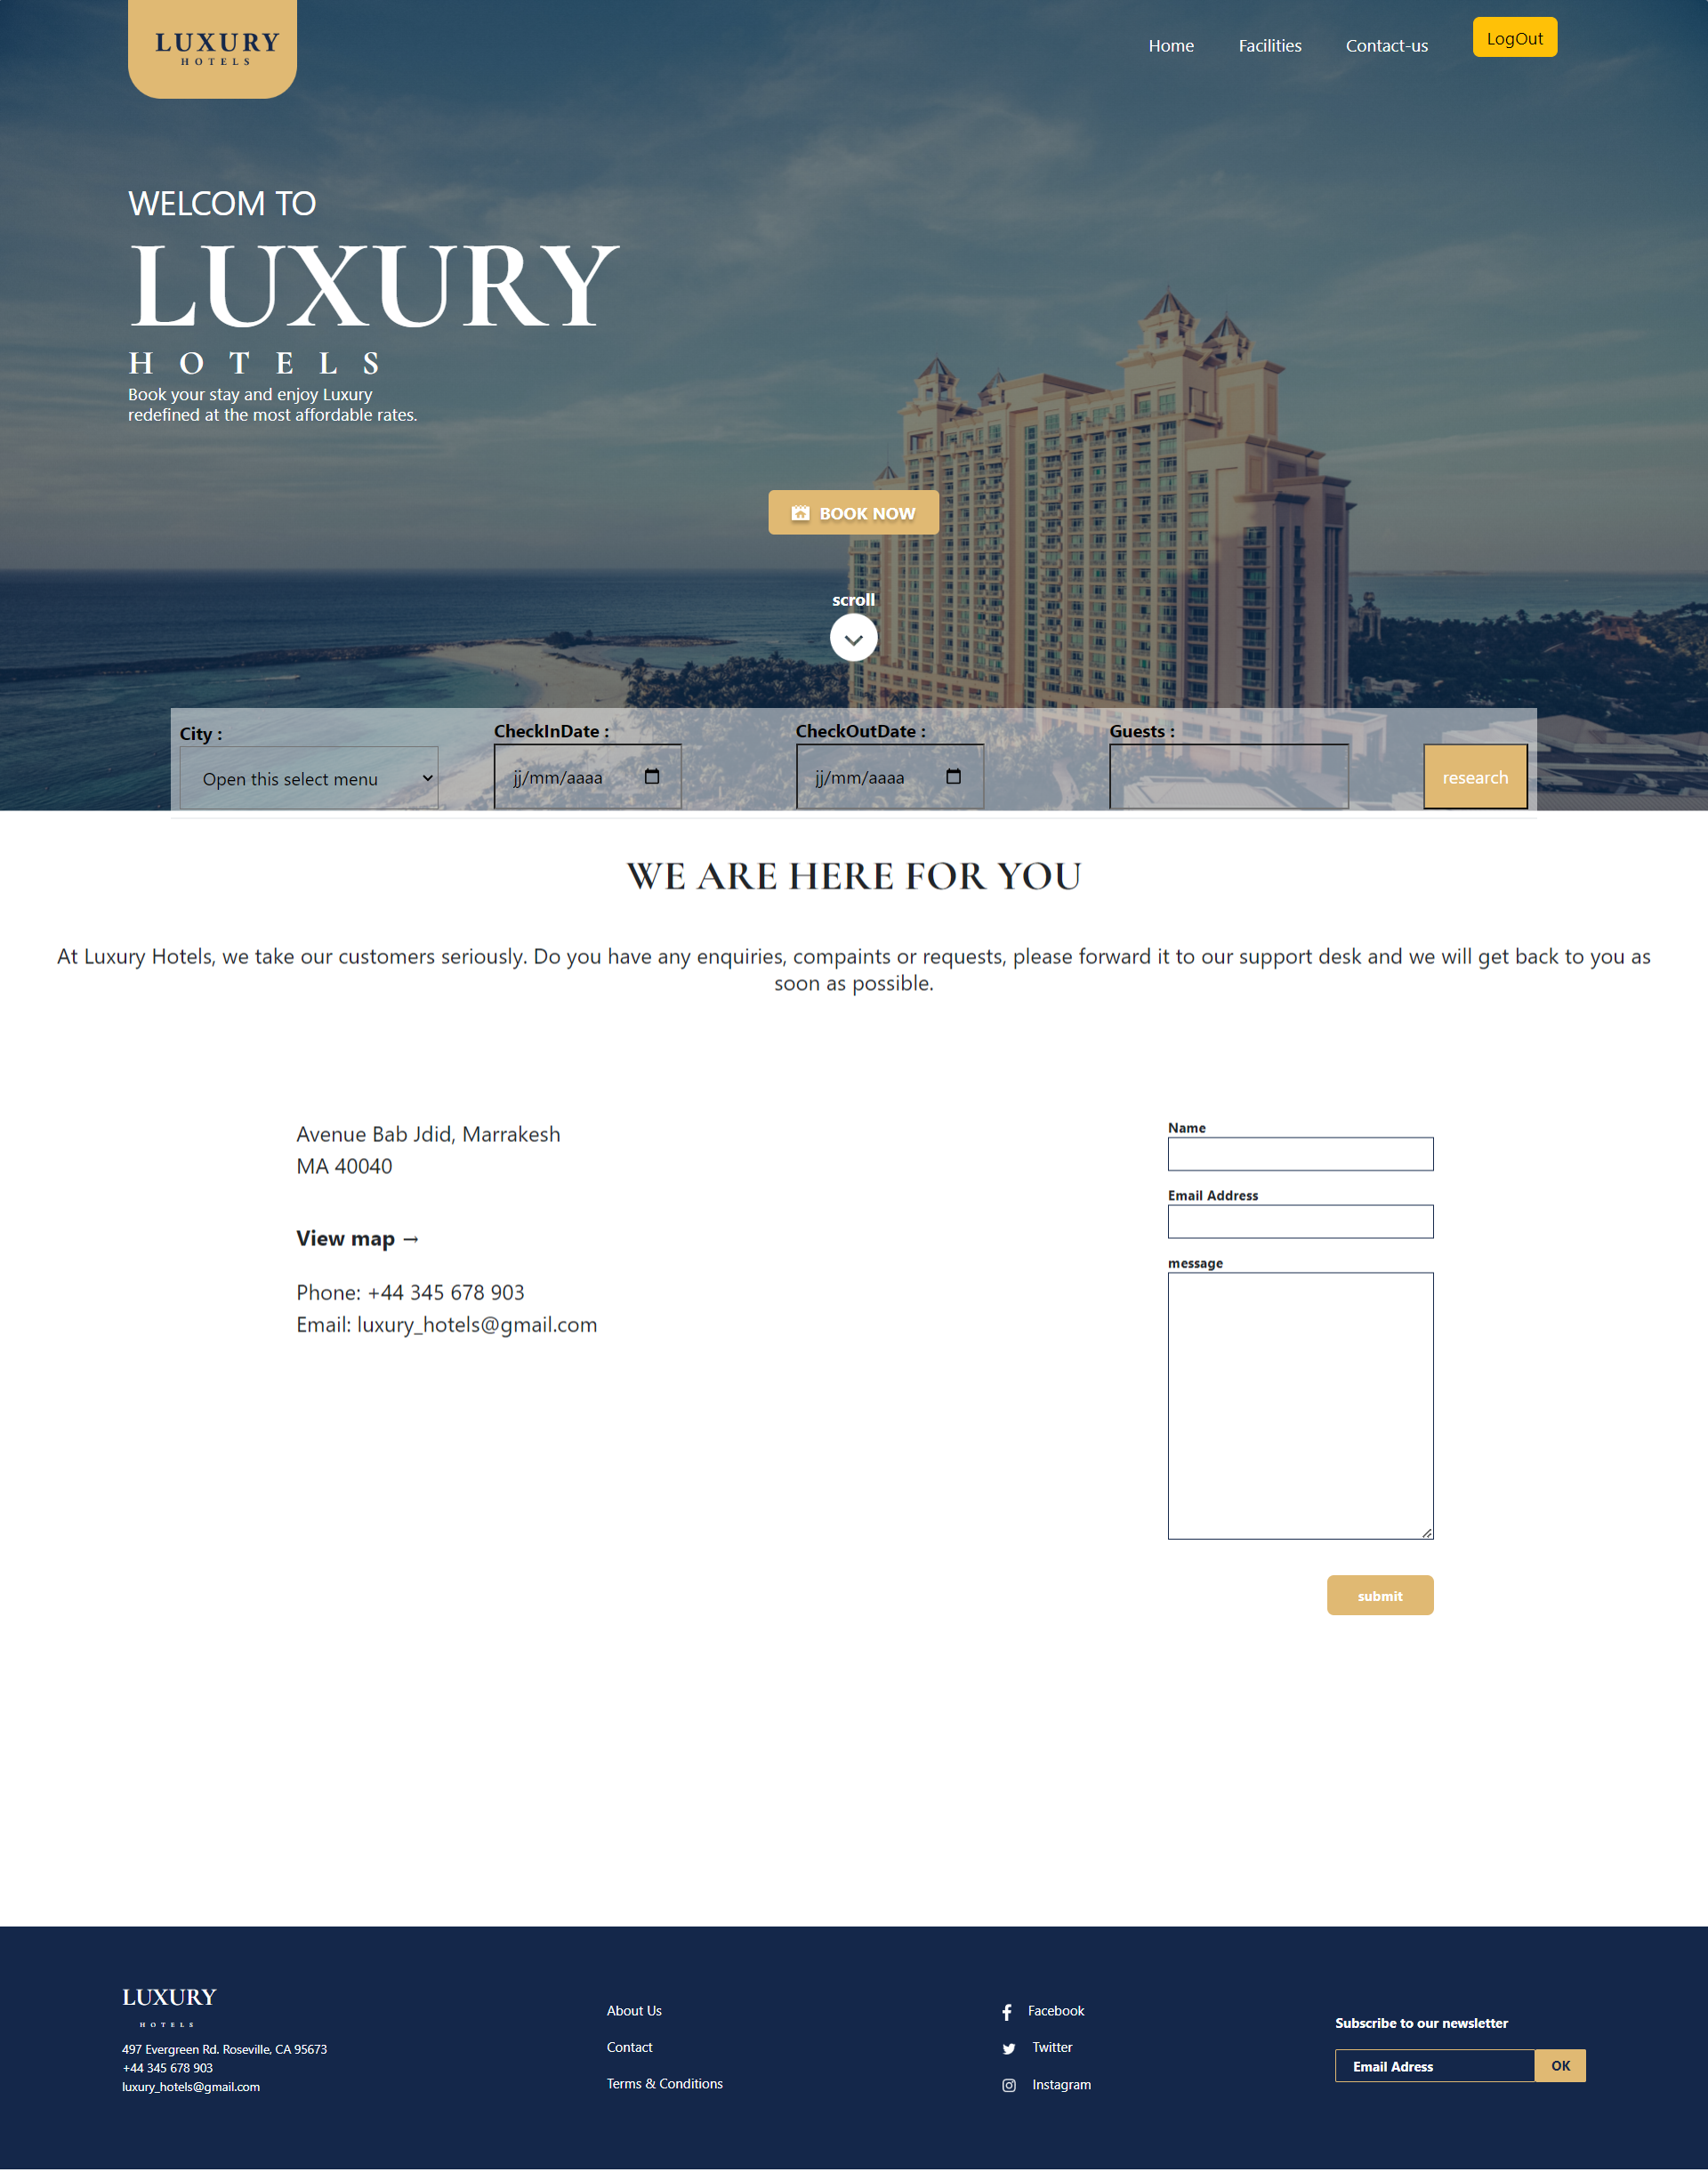 LUXURY
HOTELS
Home
Facilities
Contact-us
LogOut
WELCOM TO
LUXURY
HOTELS
Book your stay and enjoy Luxury
redefined at the most affordable rates.
BOOK NOW
scroll
City :
CheckInDate :
CheckOutDate :
Guests :
Open this select menu
jj/mm/aaaa
jj/mm/aaaa
research
WE ARE HERE FOR YOU
At Luxury Hotels, we take our customers seriously. Do you have any enquiries, compaints or requests, please forward it to our support desk and we will get back to you as
soon as possible.
Avenue Bab Jdid, Marrakesh
MA 40040
View map →
Phone: +44 345 678 903
Email: luxury_hotels@gmail.com
Name
Email Address
message
submit
LUXURY
HOTELS
497 Evergreen Rd. Roseville, CA 95673
+44 345 678 903
luxury_hotels@gmail.com
About Us
Contact
Terms & Conditions
Facebook
Twitter
Instagram
Subscribe to our newsletter
Email Adress
OK